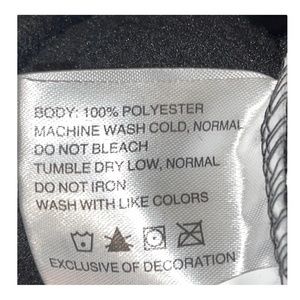 BODY: 100% POLYESTER
MACHINE WASH COLD, NORMAL
DO NOT BLEACH
TUMBLE DRY LOW, NORMAL
DO NOT IRON
WASH WITH LIKE COLORS
EXCLUSIVE OF DECORATION